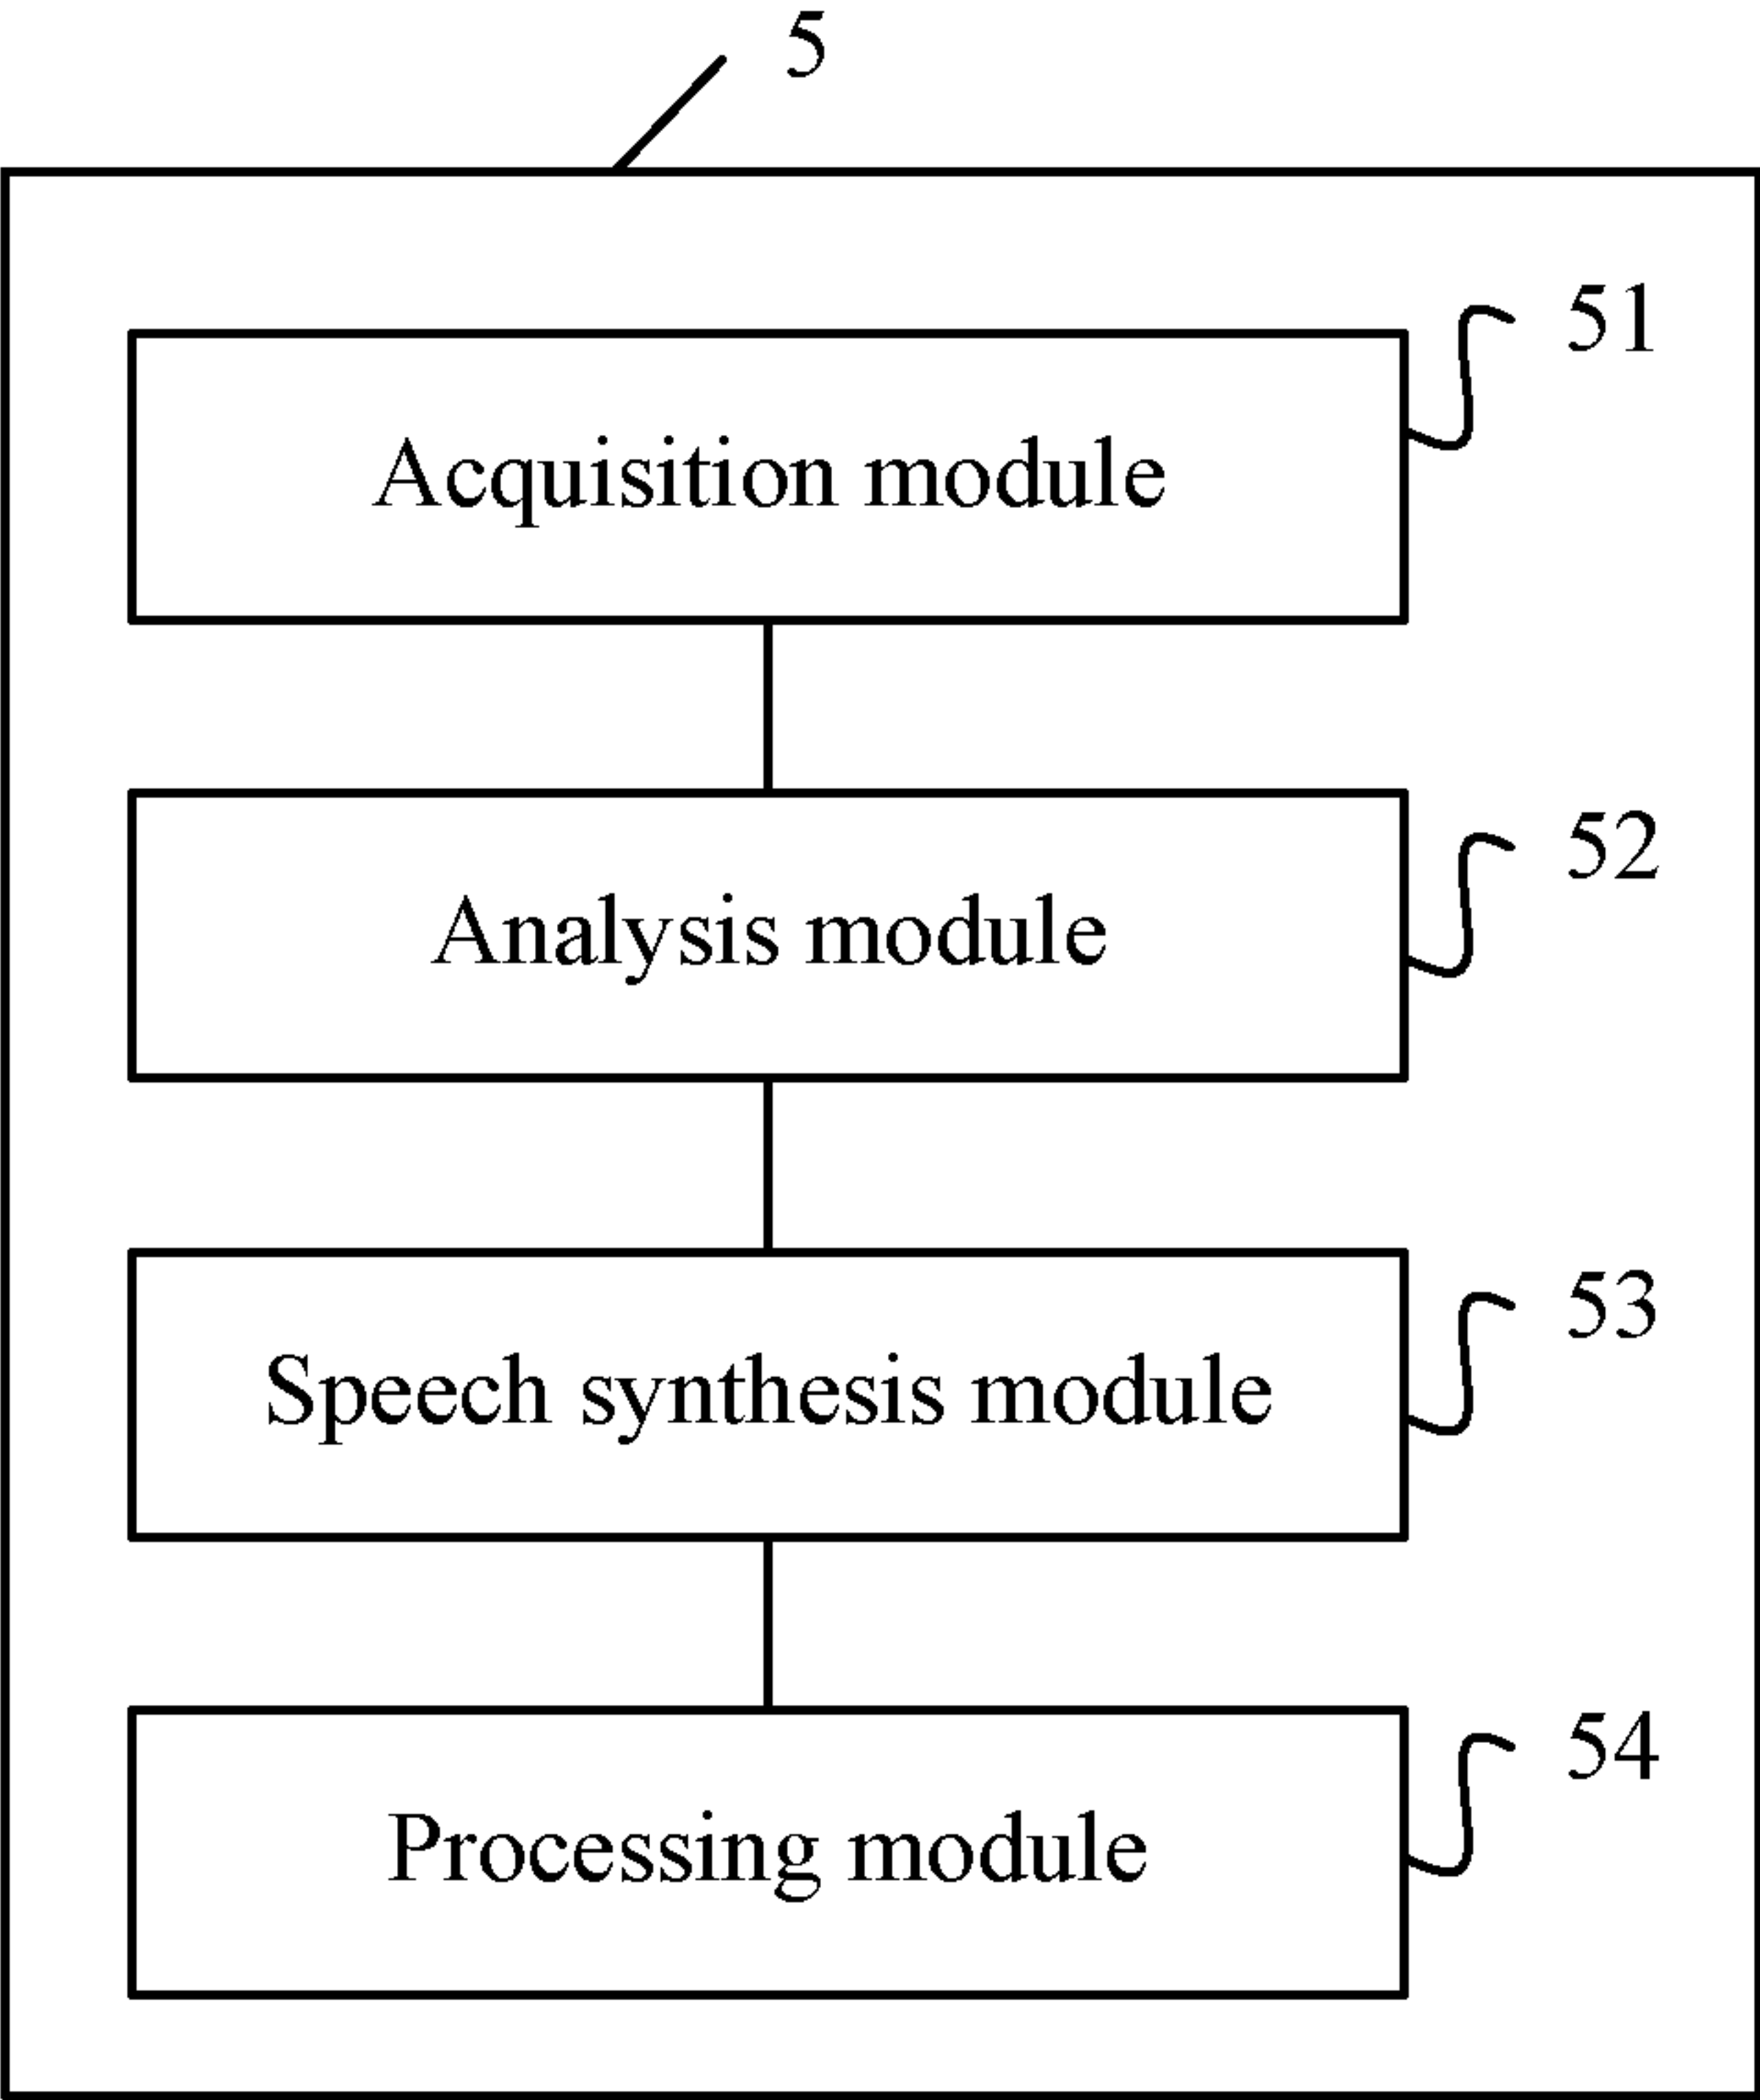 5
51
Acquisition module
52
Analysis module
53
Speech synthesis module
54
Processing module